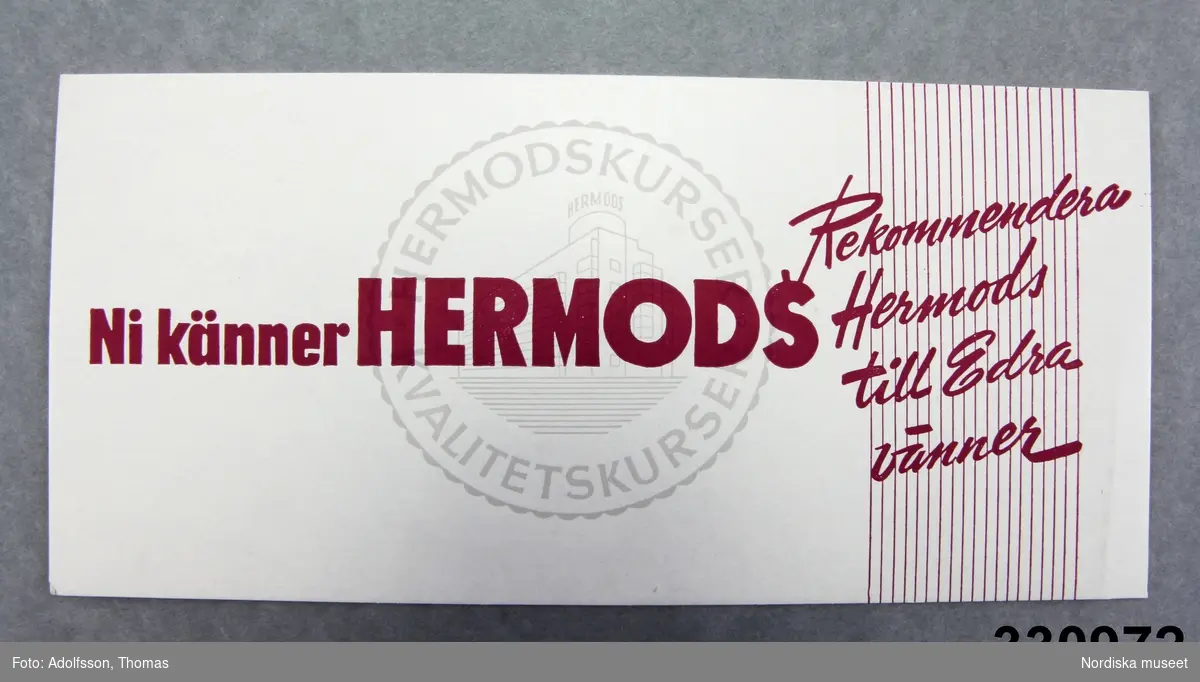 HERMODSKURSER
HERMODS
KVALITETSKURSER
Ni känner HERMODS
Rekommendera
Hermods
till Edra
vänner
Foto: Adolfsson, Thomas
Nordiska museet